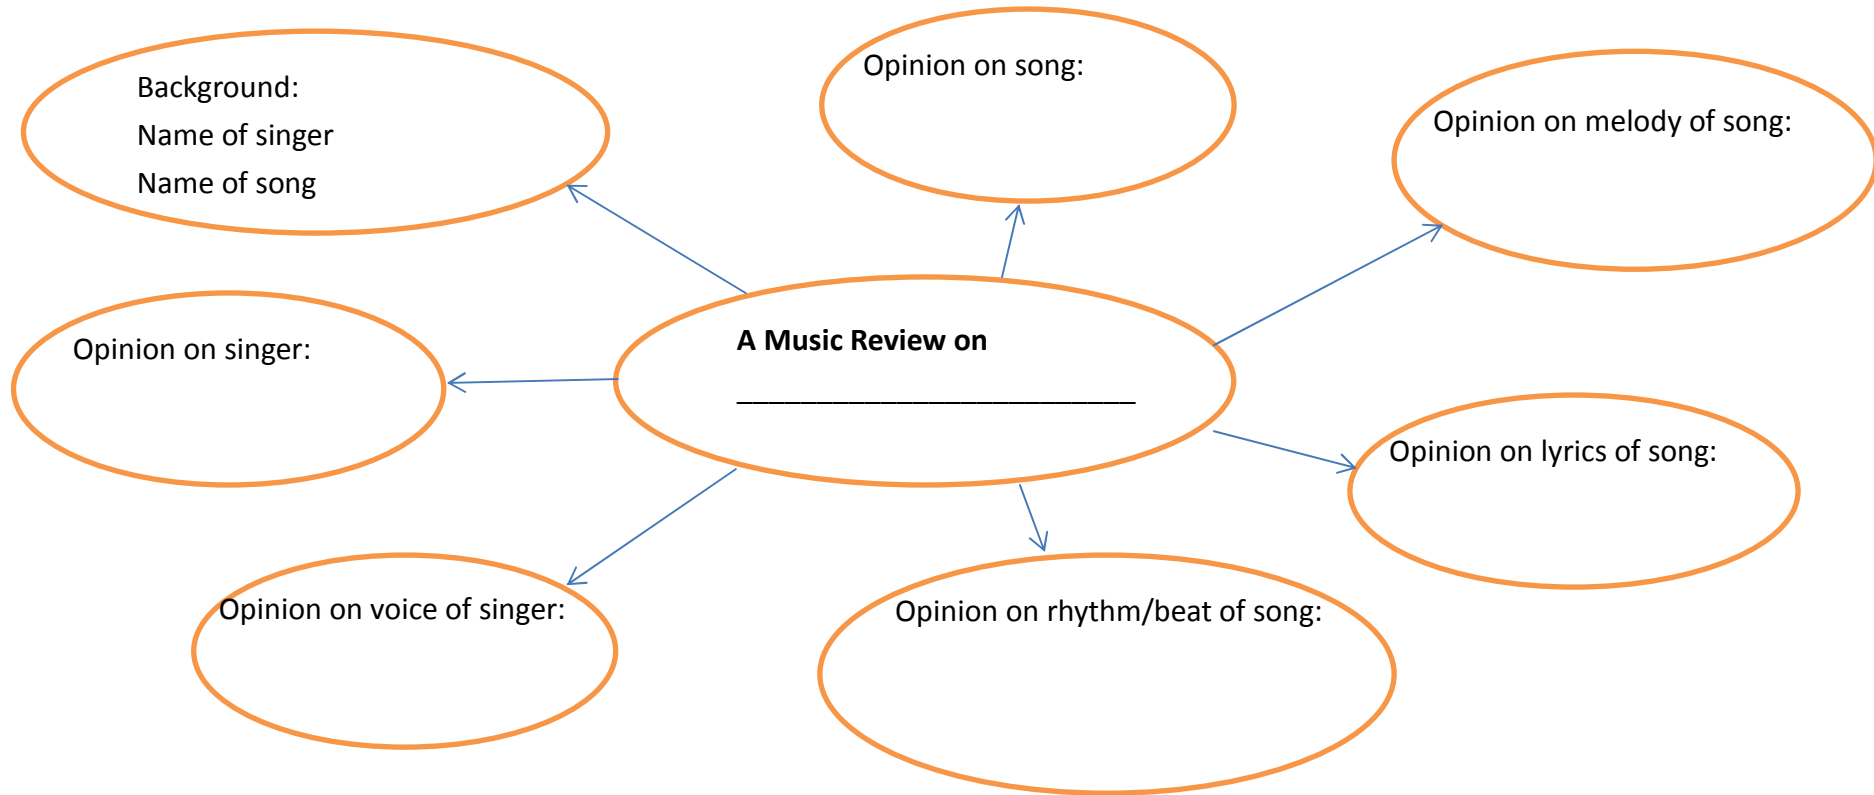 Background:
Name of singer
Name of song
Opinion on song:
Opinion on melody of song:
Opinion on singer:
A Music Review on
_________________________
Opinion on lyrics of song:
Opinion on voice of singer:
Opinion on rhythm/beat of song: